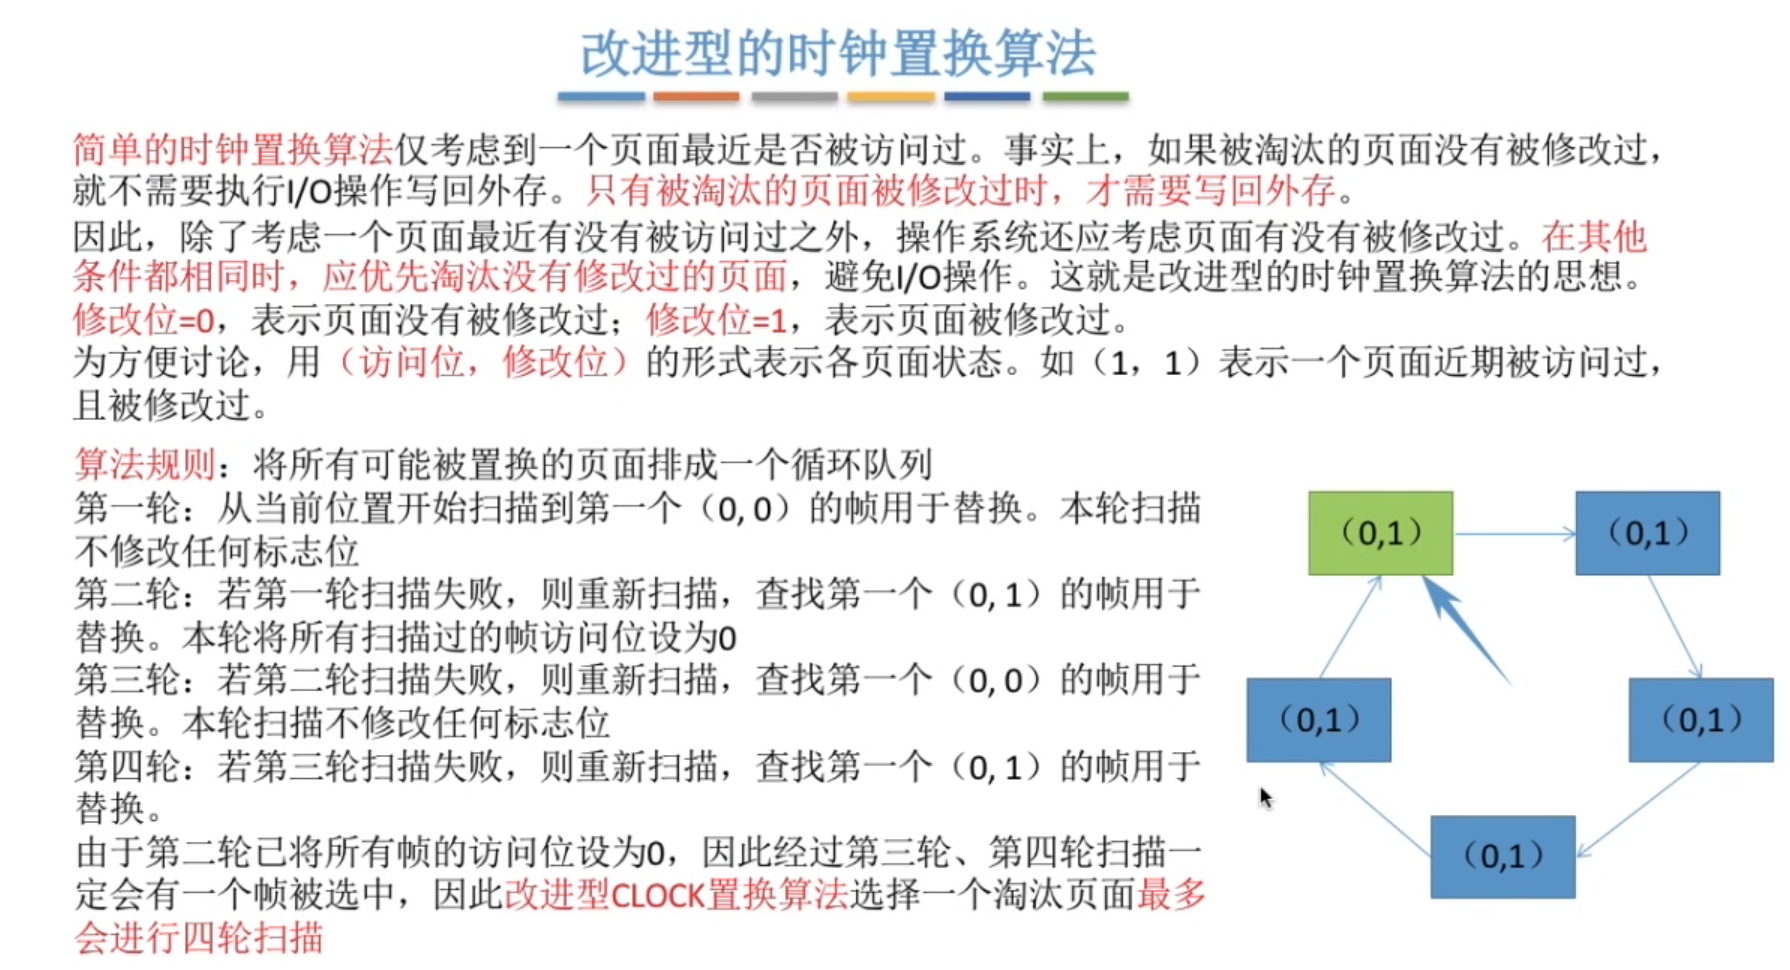 改进型的时钟置换算法
简单的时钟置换算法仅考虑到一个页面最近是否被访问过。事实上，如果被淘汰的页面没有被修改过，
就不需要执行I/O操作写回外存。只有被淘汰的页面被修改过时，才需要写回外存。
因此，除了考虑一个页面最近有没有被访问过之外，操作系统还应考虑页面有没有被修改过。在其他
条件都相同时，应优先淘汰没有修改过的页面，避免I/O操作。这就是改进型的时钟置换算法的思想。
修改位=0，表示页面没有被修改过；修改位=1，表示页面被修改过。
为方便讨论，用（访问位，修改位）的形式表示各页面状态。如（1，1）表示一个页面近期被访问过，
且被修改过。
算法规则：将所有可能被置换的页面排成一个循环队列
第一轮：从当前位置开始扫描到第一个（0, 0）的帧用于替换。本轮扫描
不修改任何标志位
第二轮：若第一轮扫描失败，则重新扫描，查找第一个（0, 1）的帧用于
替换。本轮将所有扫描过的帧访问位设为0
第三轮：若第二轮扫描失败，则重新扫描，查找第一个（0, 0）的帧用于
替换。本轮扫描不修改任何标志位
第四轮：若第三轮扫描失败，则重新扫描，查找第一个（0, 1）的帧用于
替换。
由于第二轮已将所有帧的访问位设为0，因此经过第三轮、第四轮扫描一
定会有一个帧被选中，因此改进型CLOCK置换算法选择一个淘汰页面最多
会进行四轮扫描
（0,1）
（0,1）
（0,1）
（0,1）
（0,1）